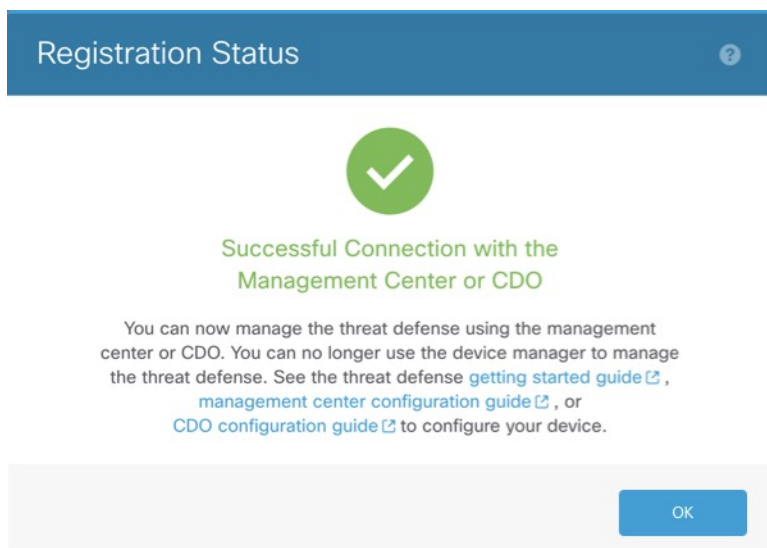 Registration Status
?
Successful Connection with the
Management Center or CDO
You can now manage the threat defense using the management
center or CDO. You can no longer use the device manager to manage
the threat defense. See the threat defense getting started guide ,
management center configuration guide , or
CDO configuration guide to configure your device.
OK